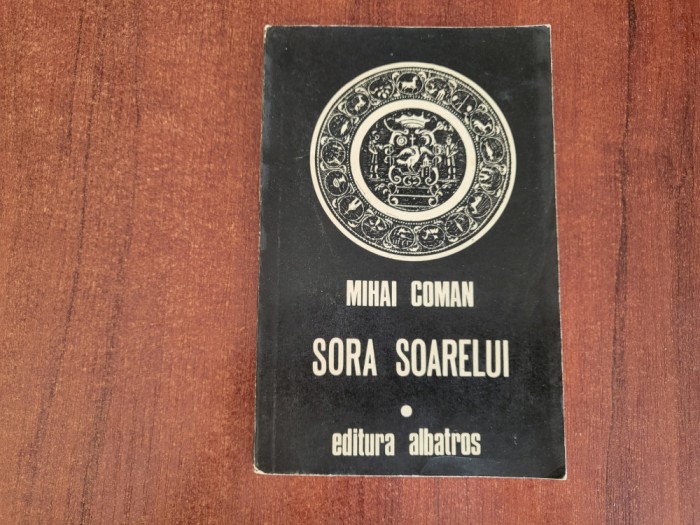 MIHAI COMAN
SORA SOARELUI
editura albatros